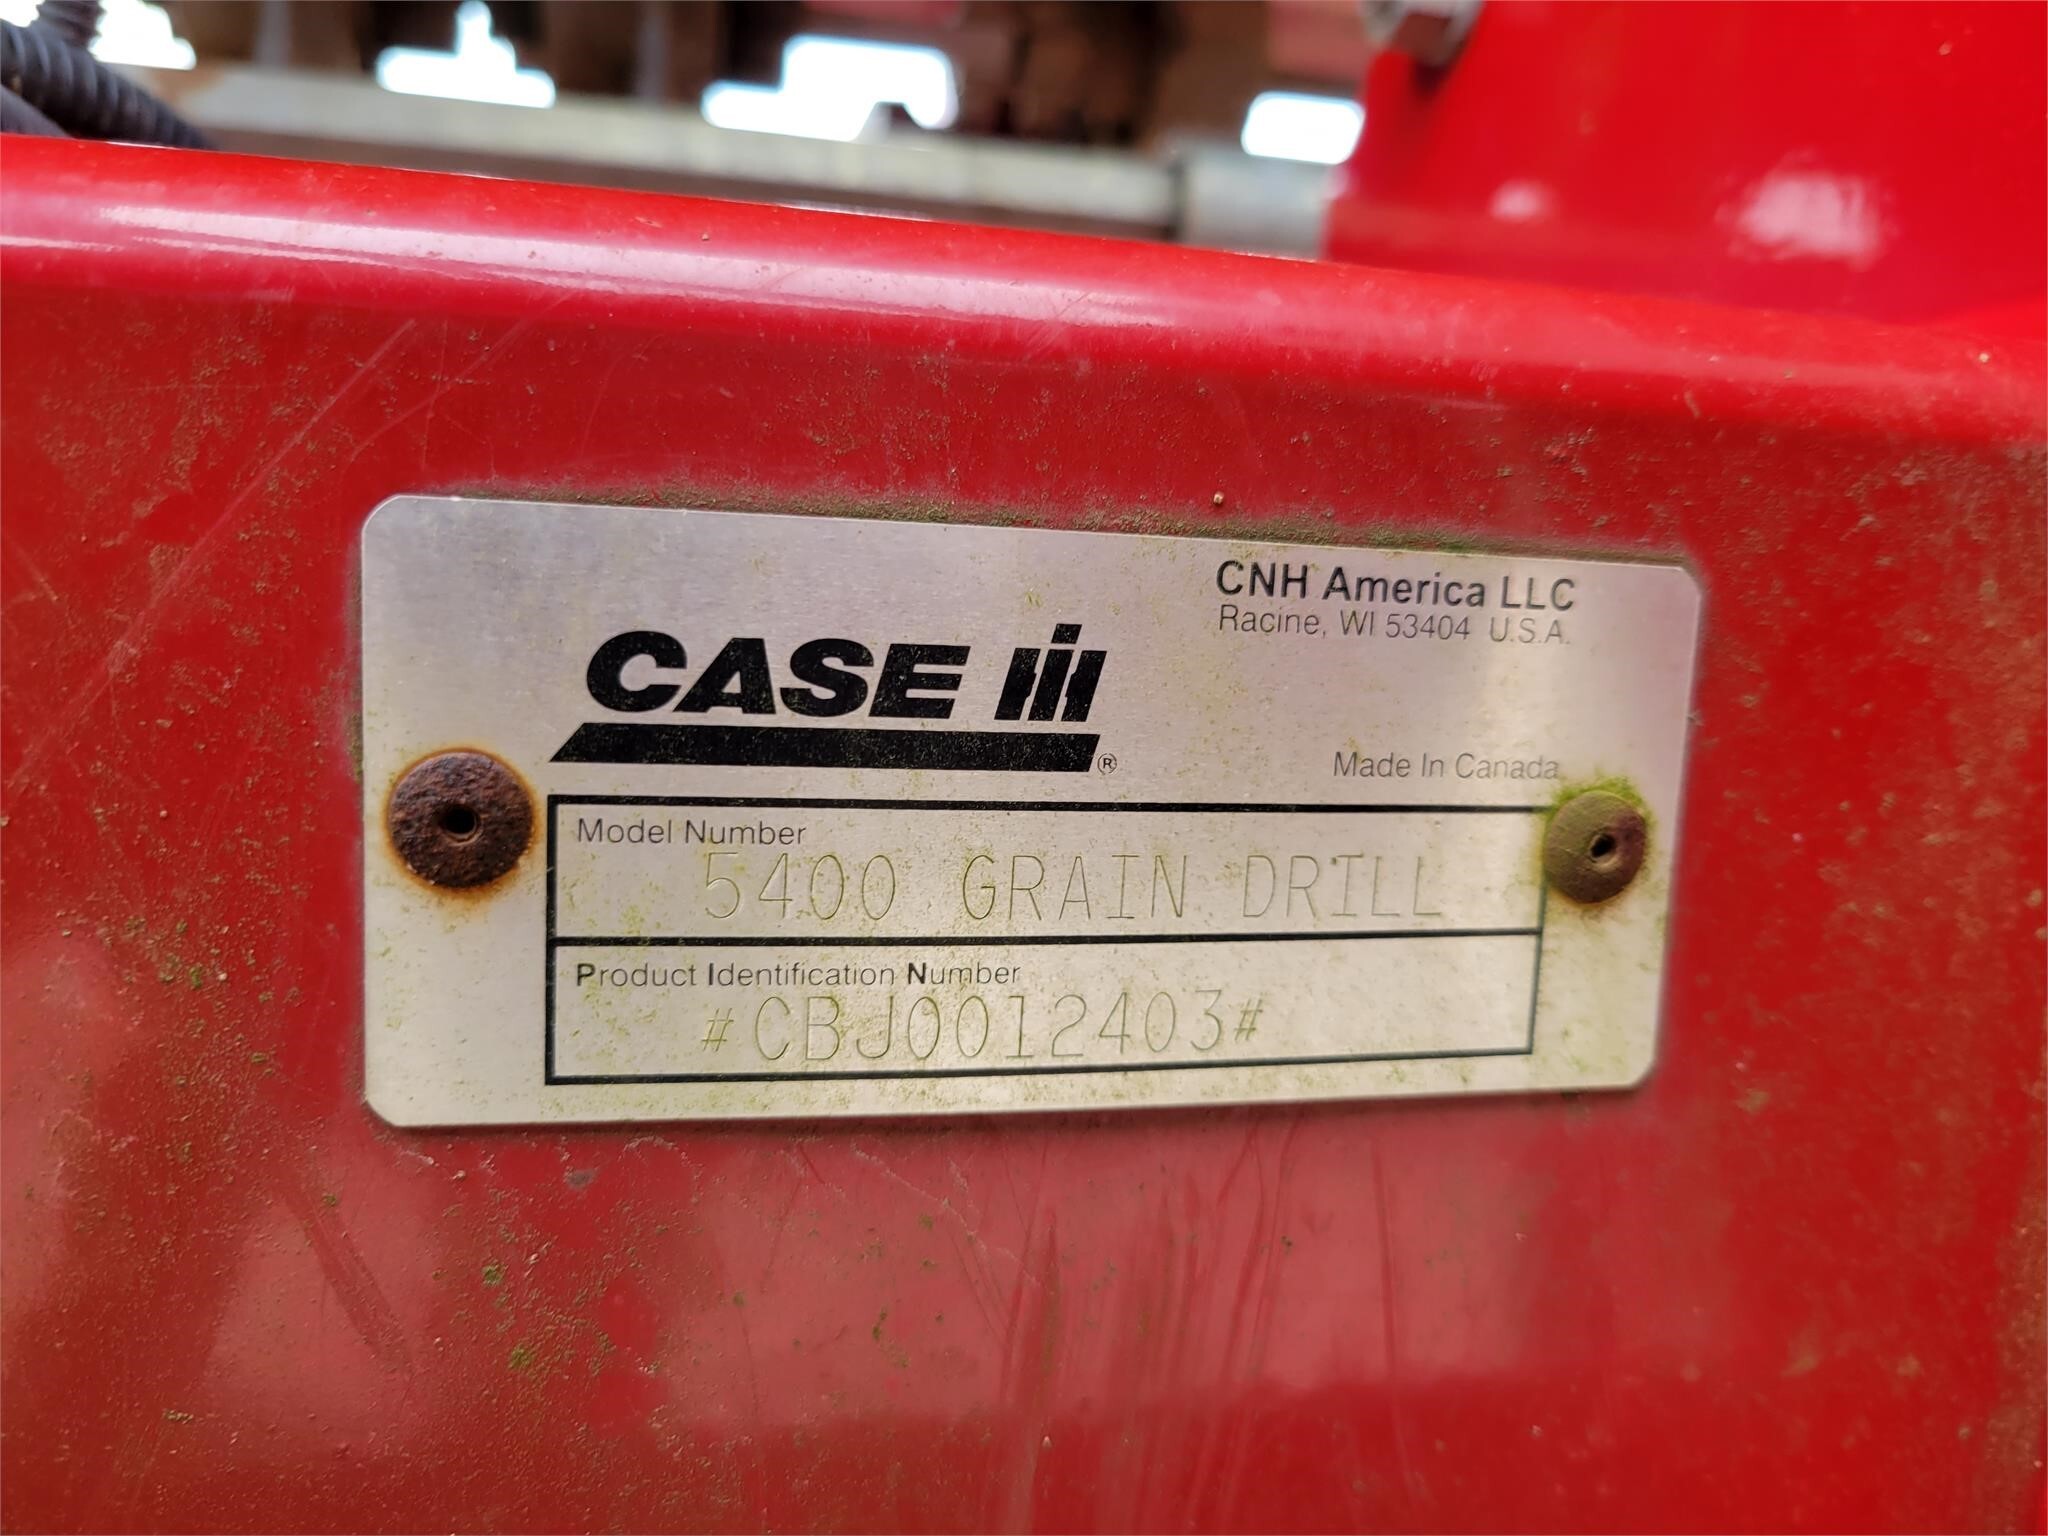 CNH America LLC
Racine, WI 53404 U.S.A.
CASE IH
®
Made In Canada
Model Number
5400 GRAIN DRILL
Product Identification Number
#CBJ0012403#